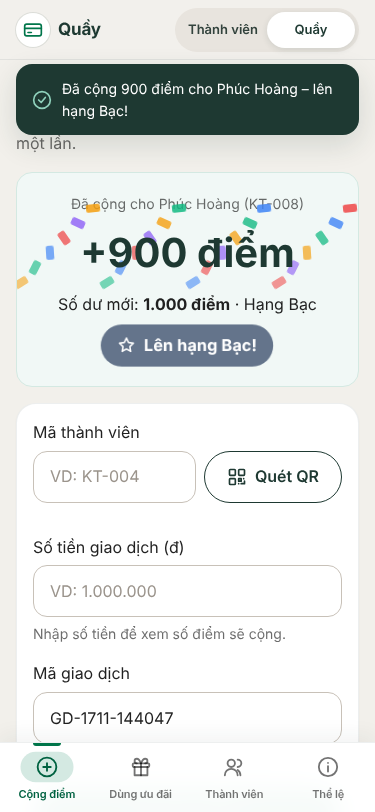 Quầy
Thành viên
Quầy
Đã cộng 900 điểm cho Phúc Hoàng – lên
hạng Bạc!
một lần.
Đã cộng cho Phúc Hoàng (KT-008)
+900 điểm
Số dư mới: 1.000 điểm · Hạng Bạc
Lên hạng Bạc!
Mã thành viên
VD: KT-004
Quét QR
Số tiền giao dịch (đ)
VD: 1.000.000
Nhập số tiền để xem số điểm sẽ cộng.
Mã giao dịch
GD-1711-144047
Cộng điểm
Dùng ưu đãi
Thành viên
Thể lệ